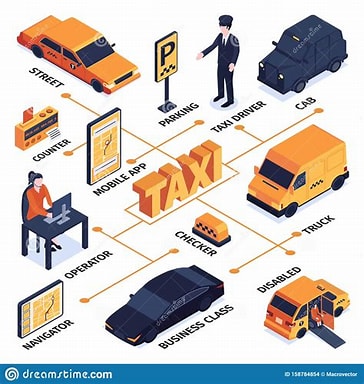 P
STREET
PARKING
TAXI DRIVER
CAB
COUNTER
MOBILE APP
TAXI
TRUCK
CHECKER
OPERATOR
DISABLED
NAVIGATOR
BUSINESS CLASS
dreamstime.com
ID 158784854 © Macrovector